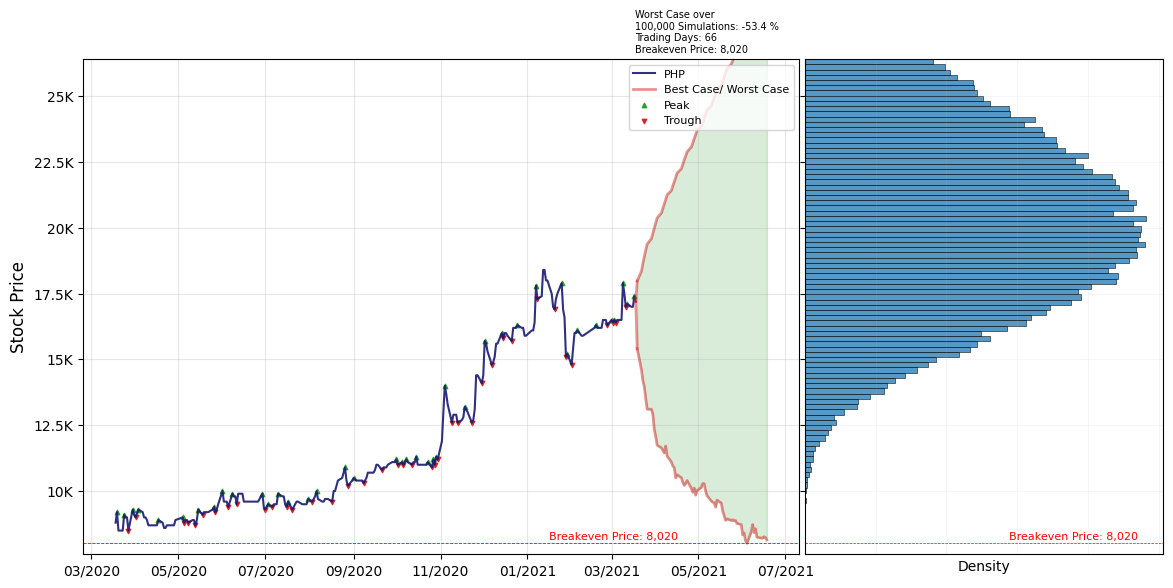 Worst Case over
100,000 Simulations: -53.4 %
Trading Days: 66
Breakeven Price: 8,020
PHP
Best Case/ Worst Case
Peak
Trough
25K
22.5K
20K
17.5K
15K
12.5K
10K
Stock Price
Breakeven Price: 8,020
Breakeven Price: 8,020
03/2020
05/2020
07/2020
09/2020
11/2020
01/2021
03/2021
05/2021
07/2021
Density